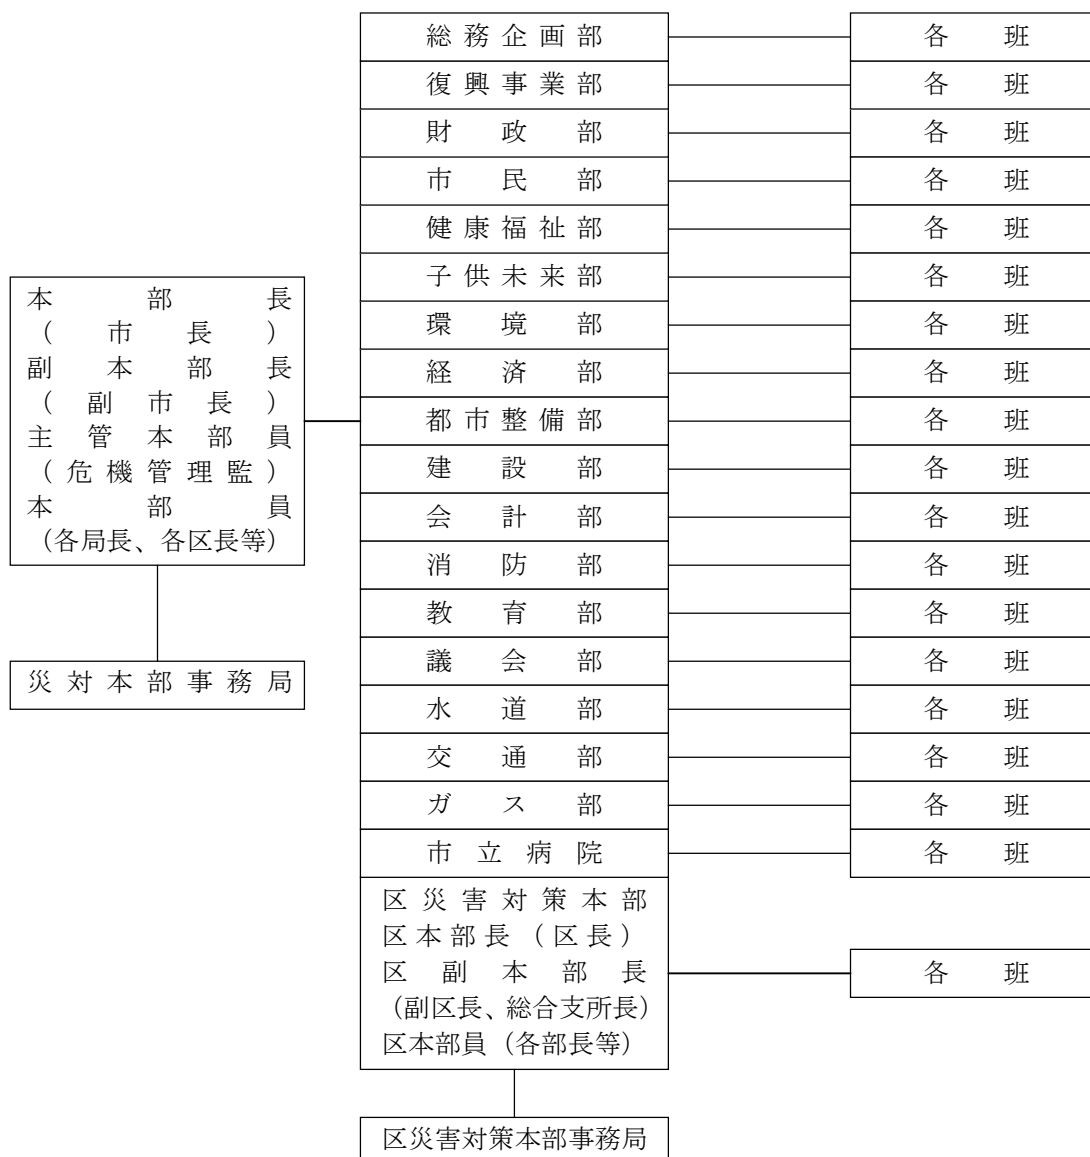 本部長
(市長)
副本部長
(副市長)
主管本部員
(危機管理監)
本部員
(各局長、各区長等)
災対本部事務局
総務企画部 各班
復興事業部 各班
財政部 各班
市民部 各班
健康福祉部 各班
子供未来部 各班
環境部 各班
経済部 各班
都市整備部 各班
建設部 各班
会計部 各班
消防部 各班
教育部 各班
議会部 各班
水道部 各班
交通部 各班
ガス部 各班
市立病院 各班
区災害対策本部
区本部長(区長)
区副本部長
(副区長、総合支所長)
区本部員(各部長等)
各班
区災害対策本部事務局